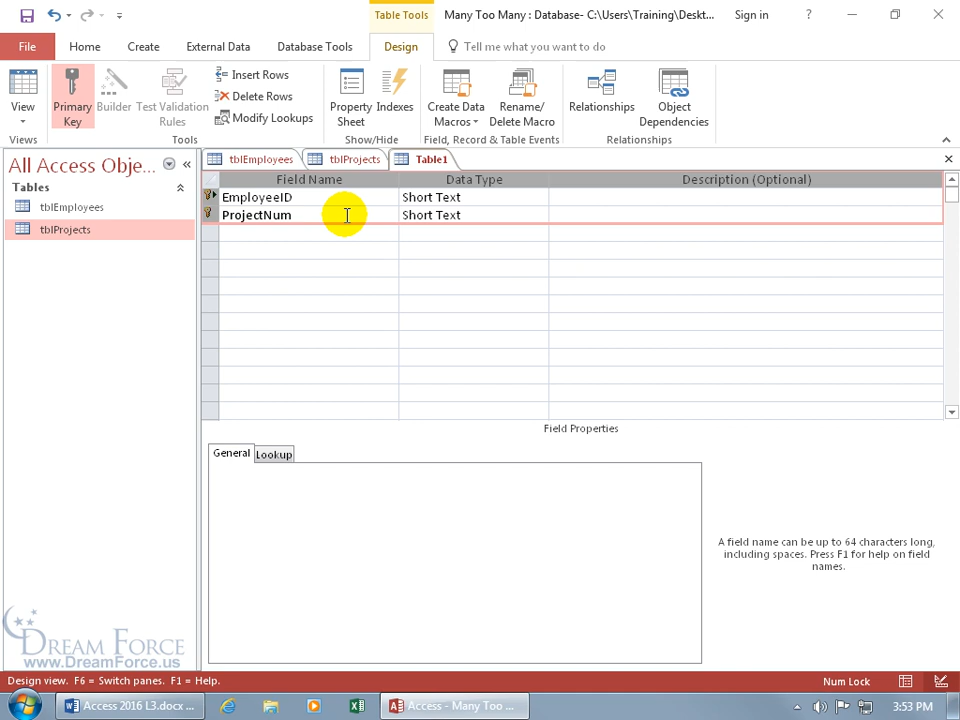 Table Tools
Many Too Many : Database- C:\Users\Training\Deskt...
Sign in
?
File
Home
Create
External Data
Database Tools
Design
Tell me what you want to do
View
Primary Key
Builder
Test Validation Rules
Insert Rows
Delete Rows
Modify Lookups
Property Sheet
Indexes
Create Data Macros
Rename/ Delete Macro
Relationships
Object Dependencies
Views
Tools
Show/Hide
Field, Record & Table Events
Relationships
All Access Obje...
Tables
tblEmployees
tblProjects
tblEmployees
tblProjects
Table1
Field Name
Data Type
Description (Optional)
EmployeeID
Short Text
ProjectNum
Short Text
Field Properties
General
Lookup
A field name can be up to 64 characters long,
including spaces. Press F1 for help on field
names.
DREAM FORCE
www.DreamForce.us
Design view. F6 = Switch panes. F1 = Help.
Num Lock
Access 2016 L3.docx ...
Access - Many Too ...
3:53 PM